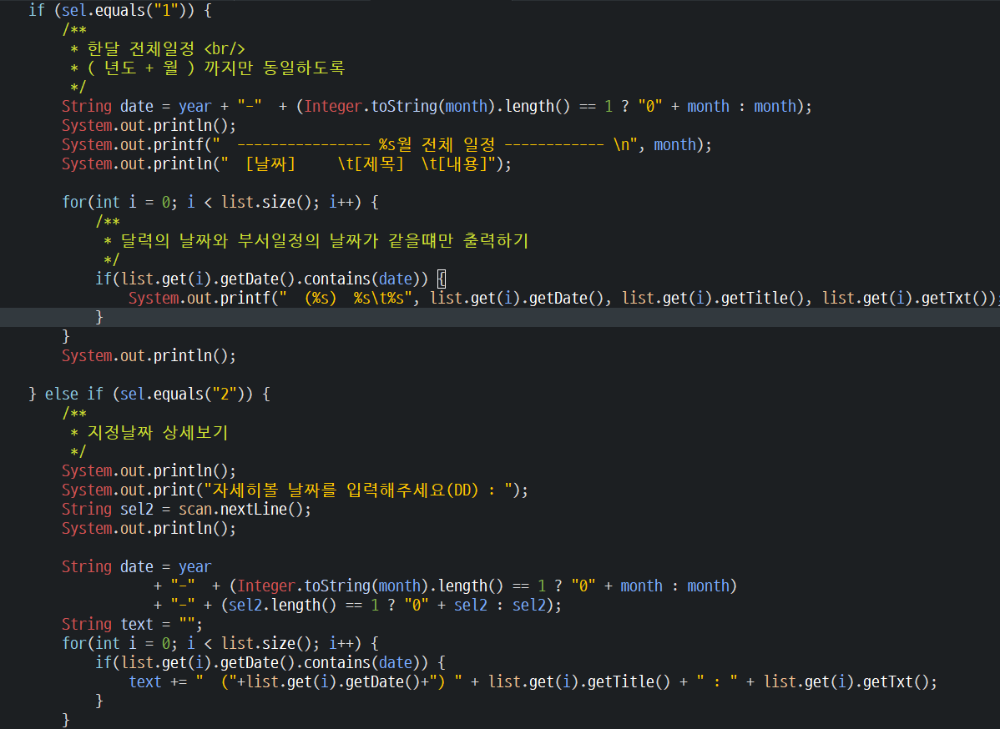 if (sel.equals("1")) {
/**
* 한달 전체일정 <br/>
* ( 년도 + 월 ) 까지만 동일하도록
*/
String date = year + "-"  + (Integer.toString(month).length() == 1 ? "0" + month : month);
System.out.println();
System.out.printf("  ---------------- %s월 전체 일정 ------------ \n", month);
System.out.println("  [날짜]     \t[제목]  \t[내용]");
for(int i = 0; i < list.size(); i++) {
/**
* 달력의 날짜와 부서일정의 날짜가 같을떄만 출력하기
*/
if(list.get(i).getDate().contains(date)) {
System.out.printf("  (%s)  %s\t%s", list.get(i).getDate(), list.get(i).getTitle(), list.get(i).getTxt());
}
}
System.out.println();
} else if (sel.equals("2")) {
/**
* 지정날짜 상세보기
*/
System.out.println();
System.out.print("자세히볼 날짜를 입력해주세요(DD) : ");
String sel2 = scan.nextLine();
System.out.println();
String date = year
+ "-"  + (Integer.toString(month).length() == 1 ? "0" + month : month)
+ "-" + (sel2.length() == 1 ? "0" + sel2 : sel2);
String text = "";
for(int i = 0; i < list.size(); i++) {
if(list.get(i).getDate().contains(date)) {
text += "  ("+list.get(i).getDate()+") " + list.get(i).getTitle() + " : " + list.get(i).getTxt();
}
}